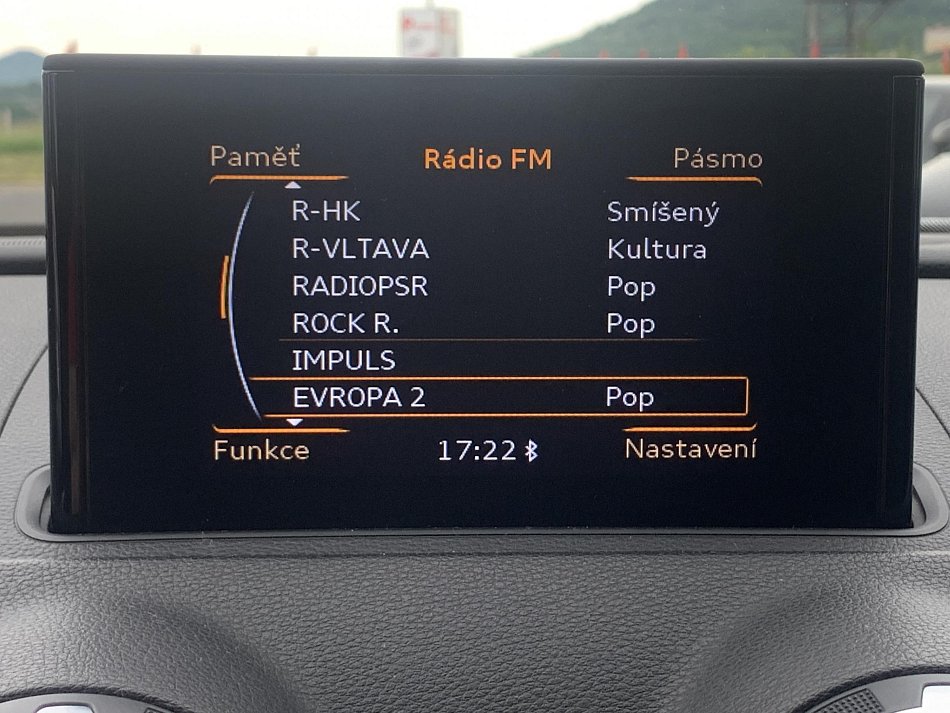 Paměť Rádio FM Pásmo
R-HK Smíšený
R-VLTAVA Kultura
RADIOPSR Pop
ROCK R. Pop
IMPULS
EVROPA 2 Pop
Funkce 17:22 Nastavení